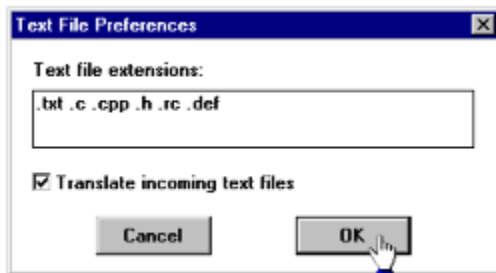 Text File Preferences
Text file extensions:
.txt .c .cpp .h .rc .def
Translate incoming text files
Cancel OK